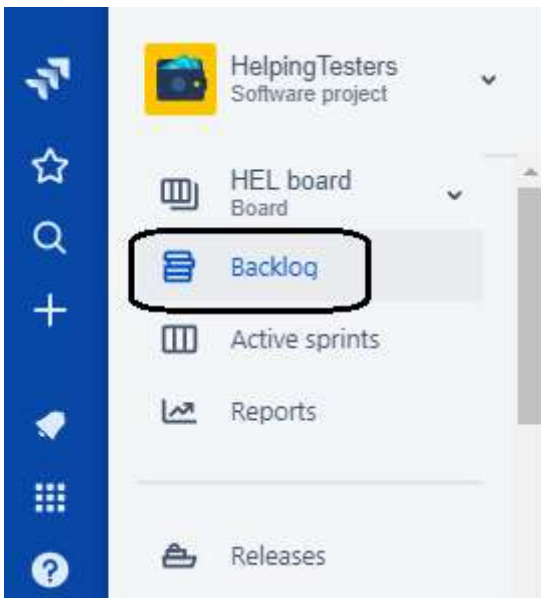 HelpingTesters
Software project
HEL board
Board
Backlog
Active sprints
Reports
Releases
?